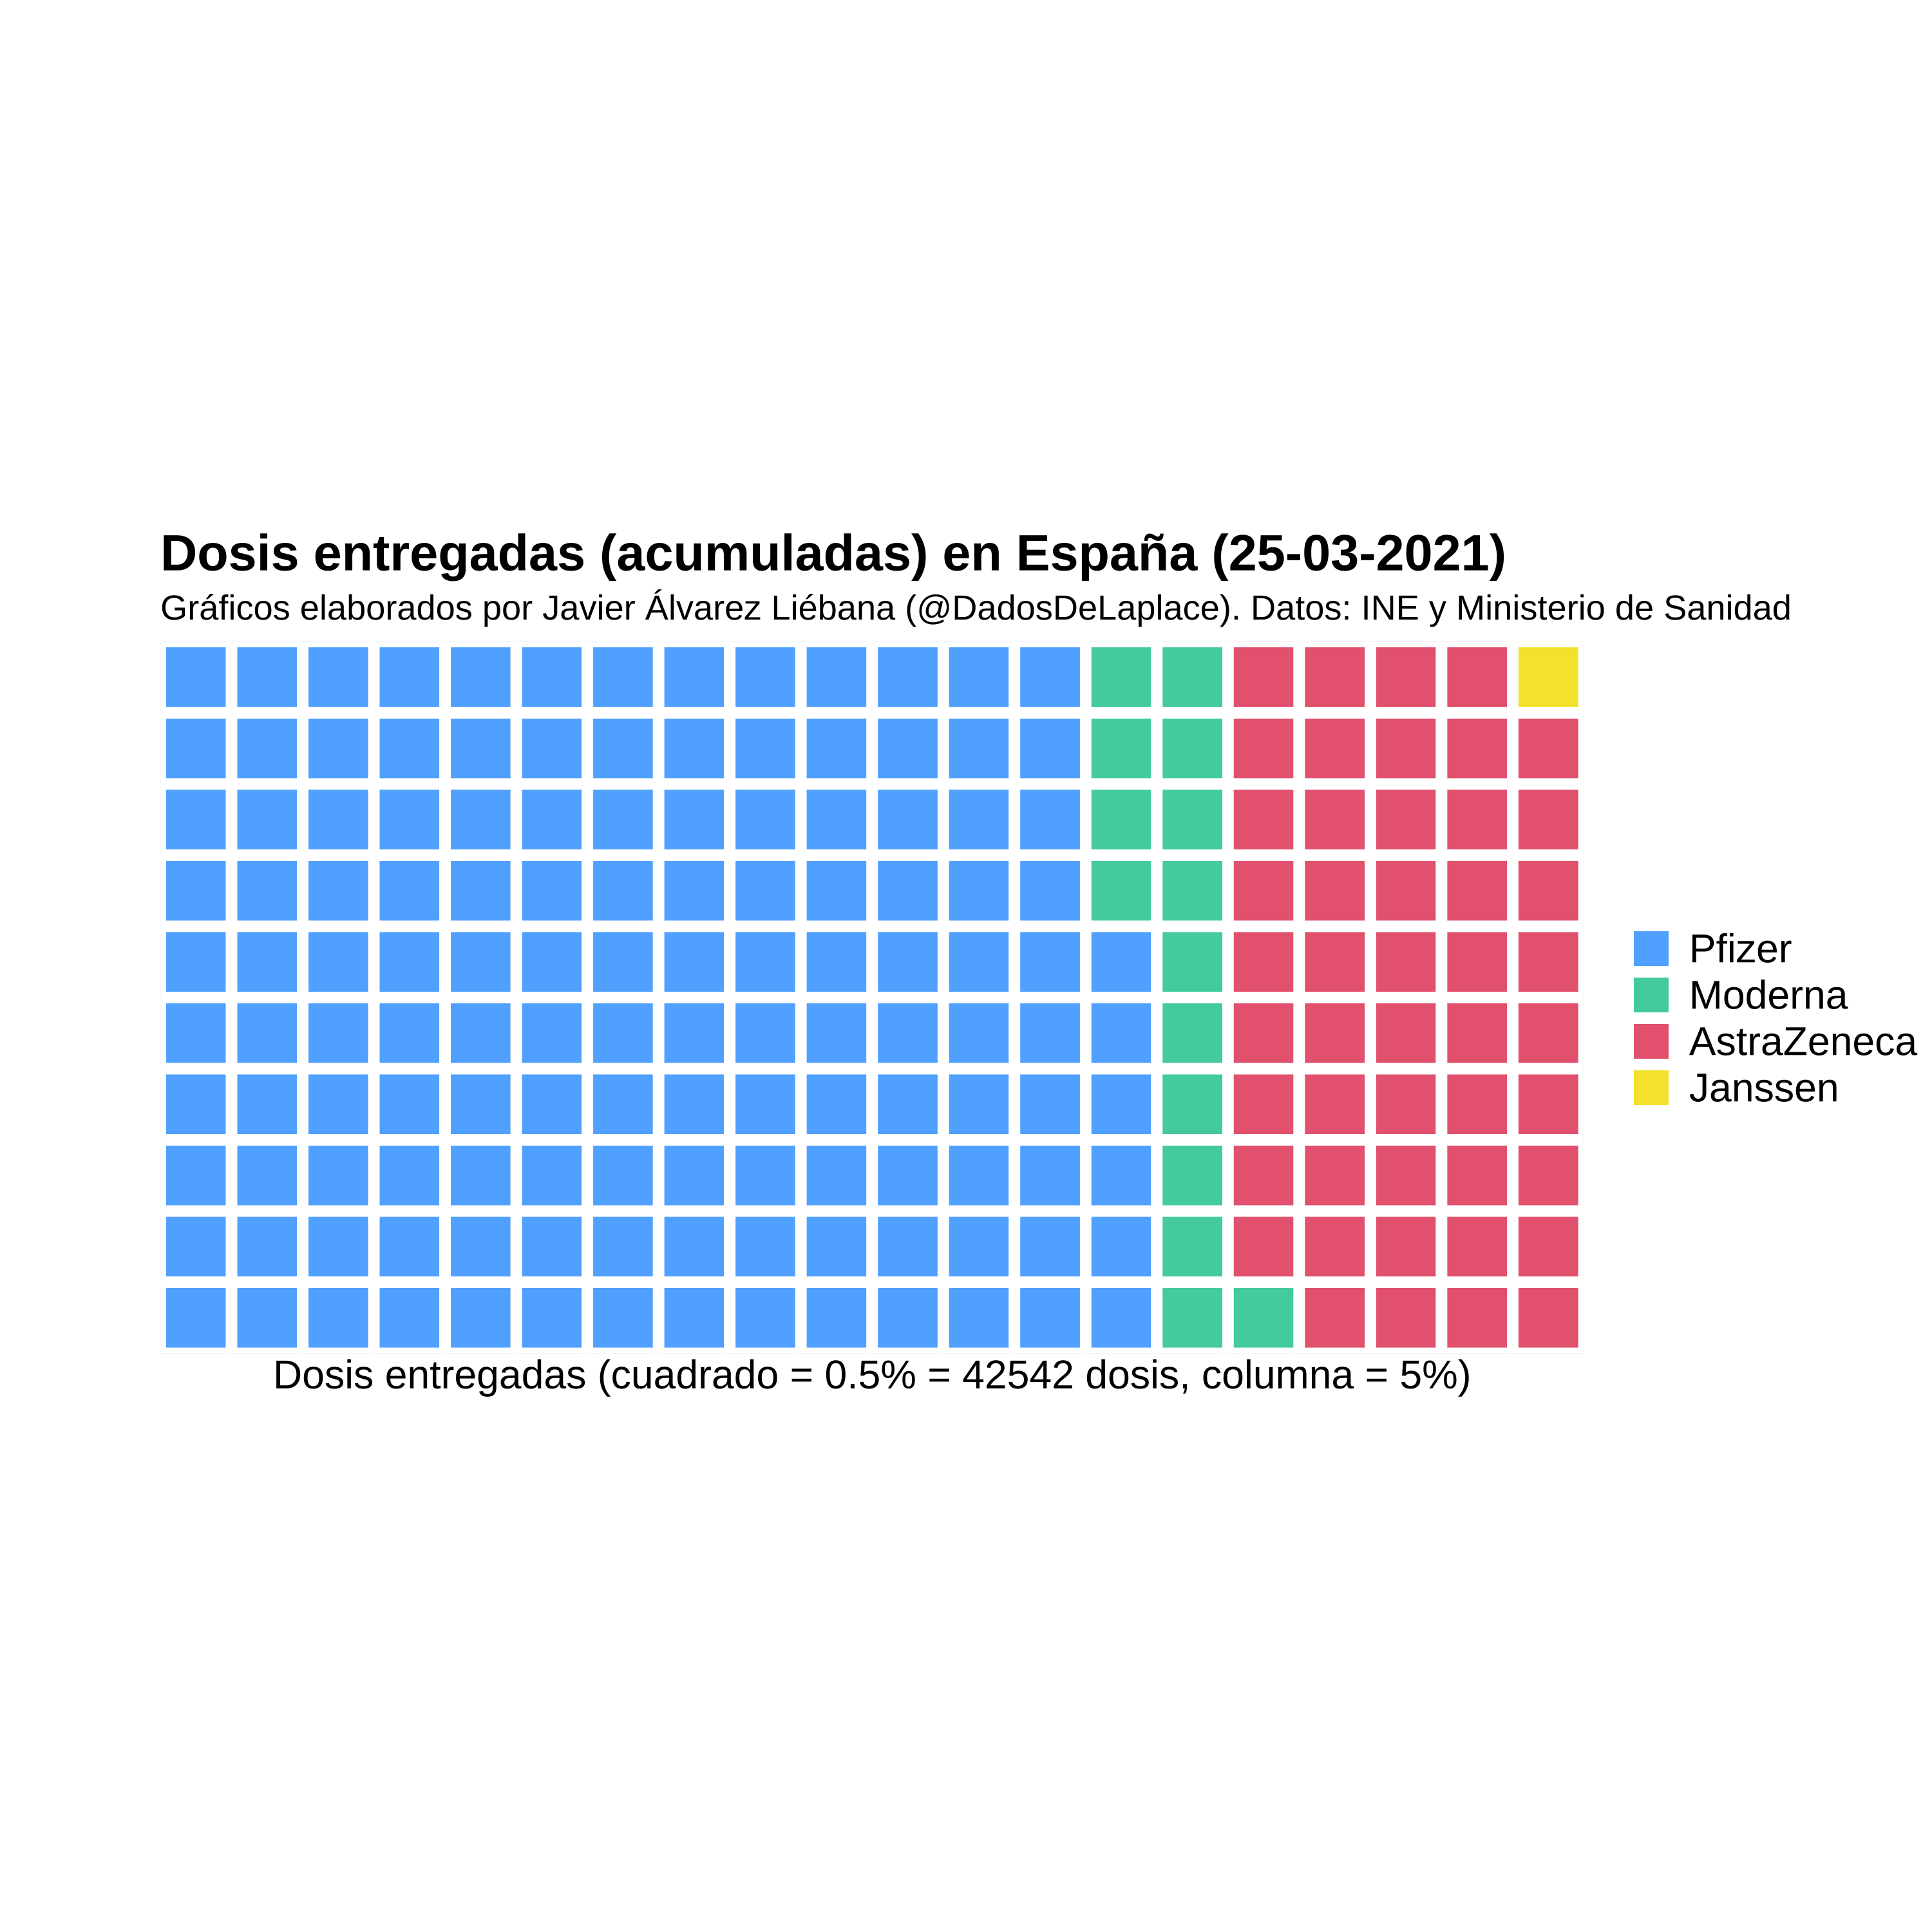 Dosis entregadas (acumuladas) en España (25-03-2021)
Gráficos elaborados por Javier Álvarez Liébana (@DadosDeLaplace). Datos: INE y Ministerio de Sanidad
Pfizer
Moderna
AstraZeneca
Janssen
Dosis entregadas (cuadrado = 0.5% = 42542 dosis, columna = 5%)